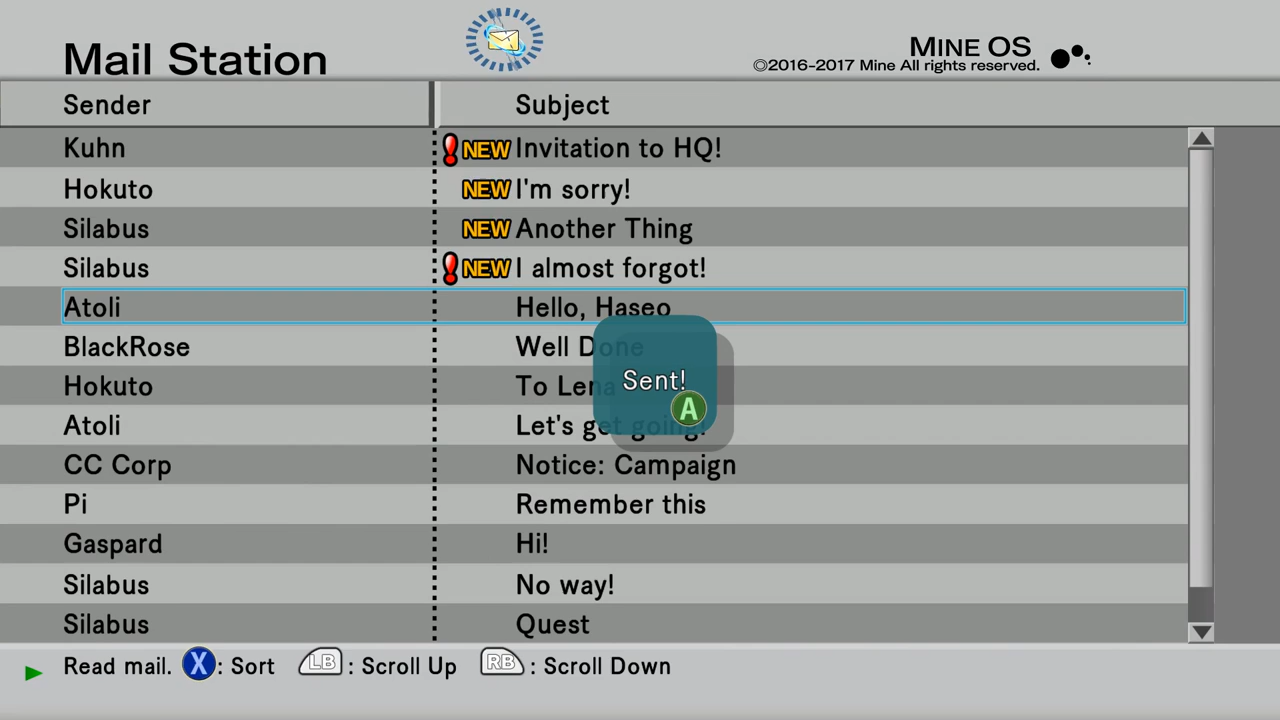 Mail Station
MINE OS
©2016-2017 Mine All rights reserved.
Sender Subject
Kuhn NEW Invitation to HQ!
Hokuto NEW I'm sorry!
Silabus NEW Another Thing
Silabus NEW I almost forgot!
Atoli Hello, Haseo
BlackRose Well Done
Hokuto To Lena
Sent!
A
Atoli Let's get going!
CC Corp Notice: Campaign
Pi Remember this
Gaspard Hi!
Silabus No way!
Silabus Quest
Read mail. X : Sort LB : Scroll Up RB : Scroll Down